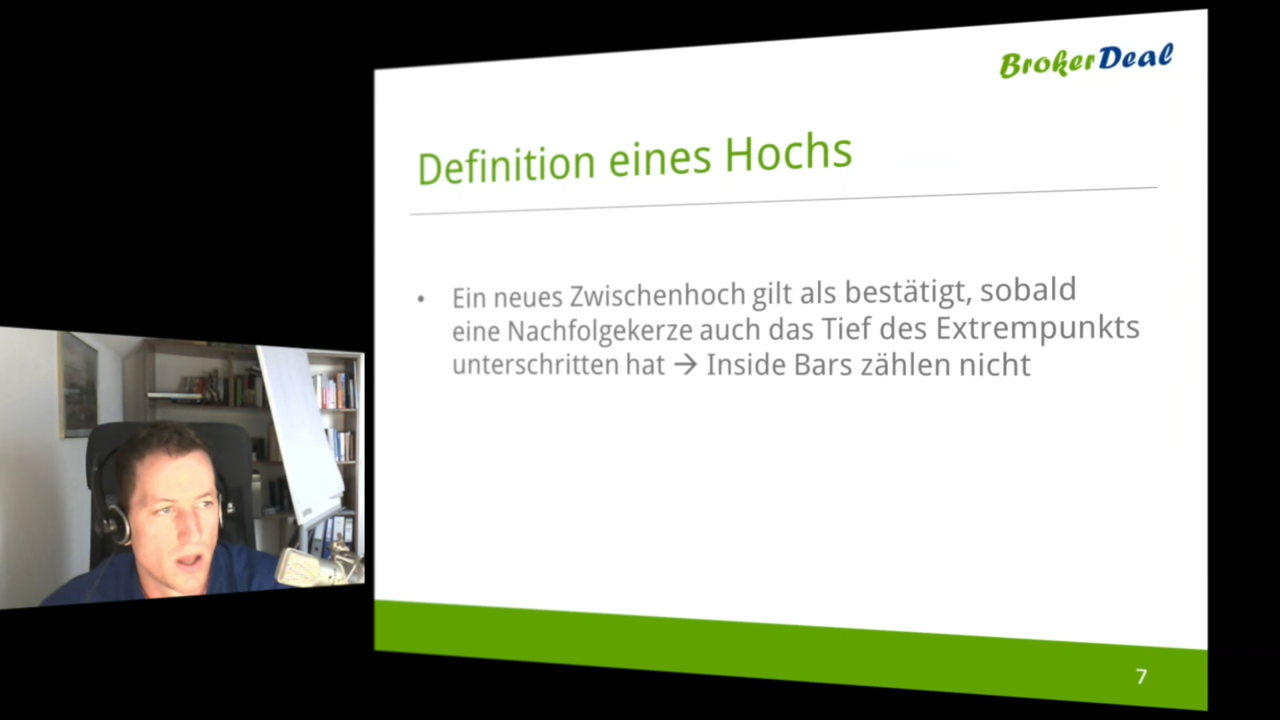 BrokerDeal
Definition eines Hochs
• Ein neues Zwischenhoch gilt als bestätigt, sobald
eine Nachfolgekerze auch das Tief des Extrempunkts
unterschritten hat → Inside Bars zählen nicht
7